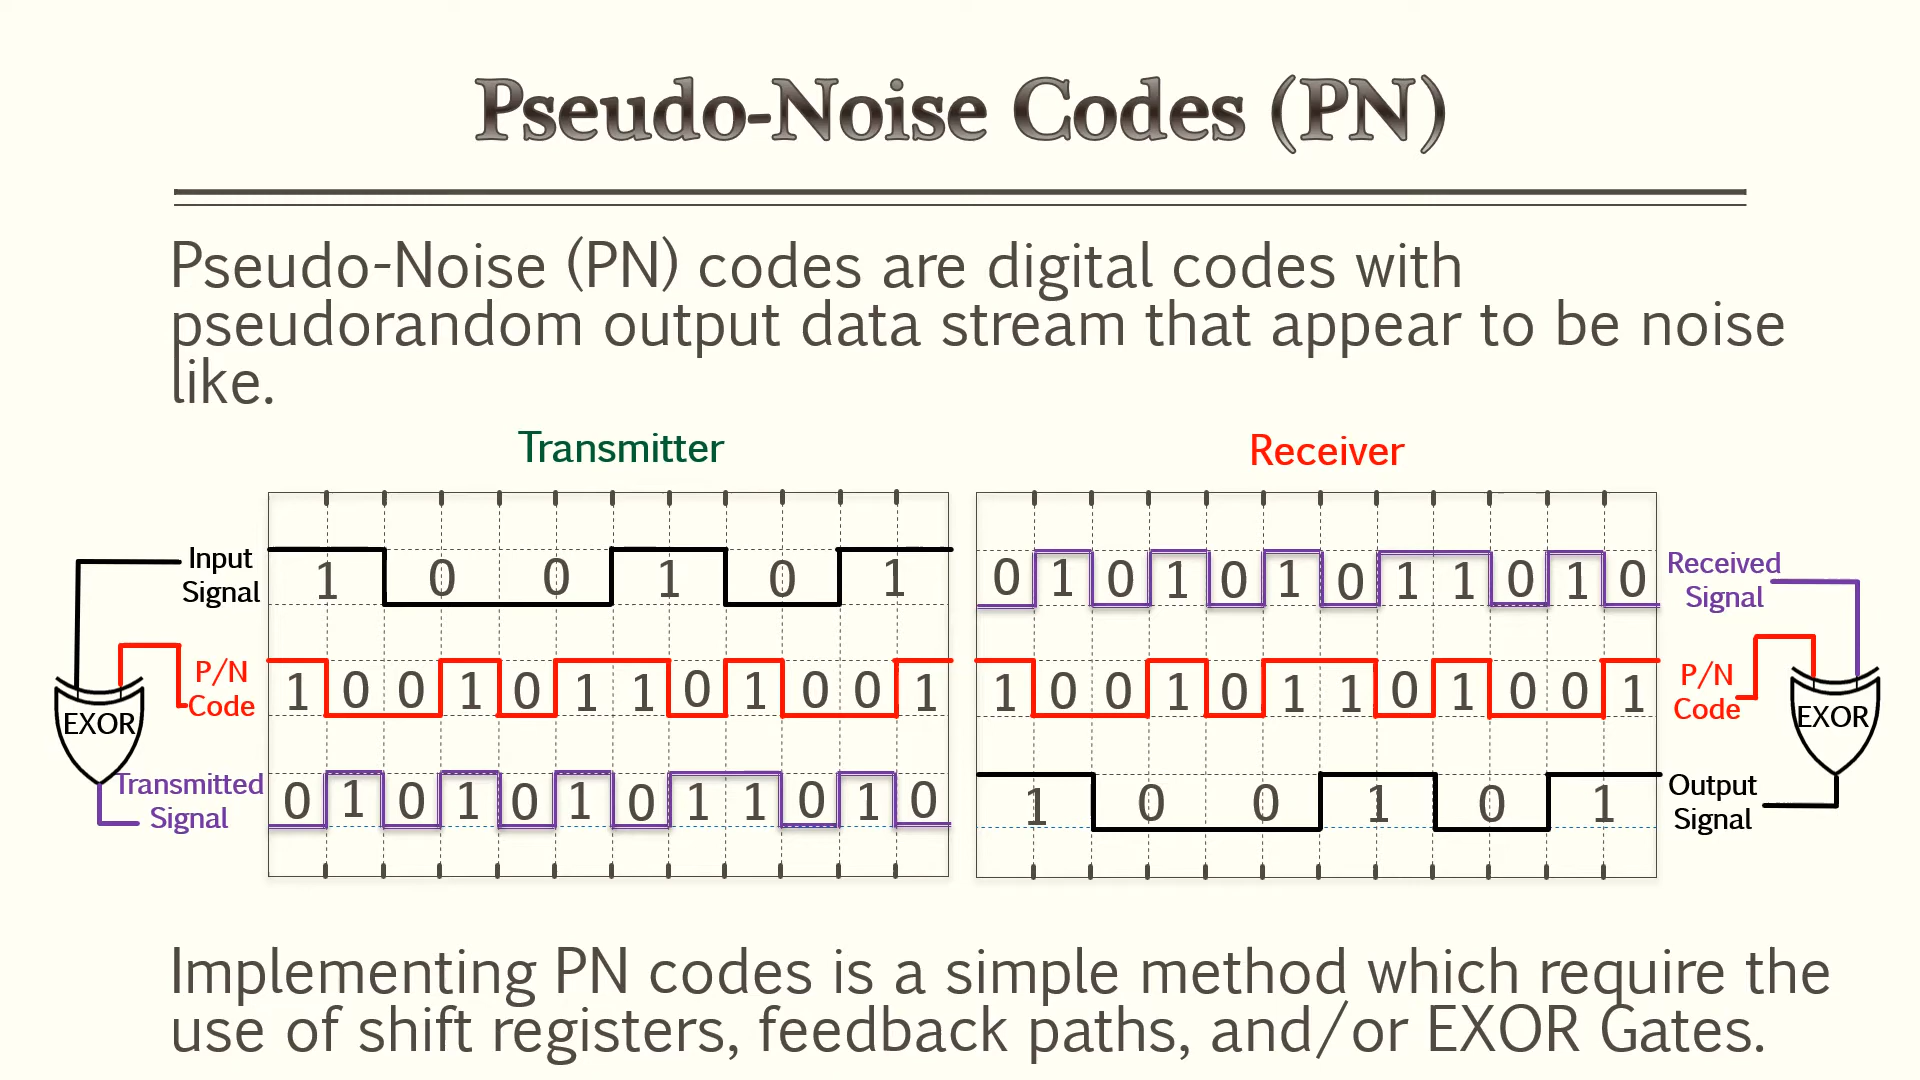 Pseudo-Noise Codes (PN)
Pseudo-Noise (PN) codes are digital codes with
pseudorandom output data stream that appear to be noise
like.
Transmitter
Input
Signal
1 0 0 1 0 1
P/N
Code
1 0 0 1 0 1 1 0 1 0 0 1
EXOR
Transmitted
Signal
0 1 0 1 0 1 0 1 1 0 1 0
Receiver
0 1 0 1 0 1 0 1 1 0 1 0
Received
Signal
1 0 0 1 0 1 1 0 1 0 0 1
P/N
Code
EXOR
1 0 0 1 0 1
Output
Signal
Implementing PN codes is a simple method which require the
use of shift registers, feedback paths, and/or EXOR Gates.